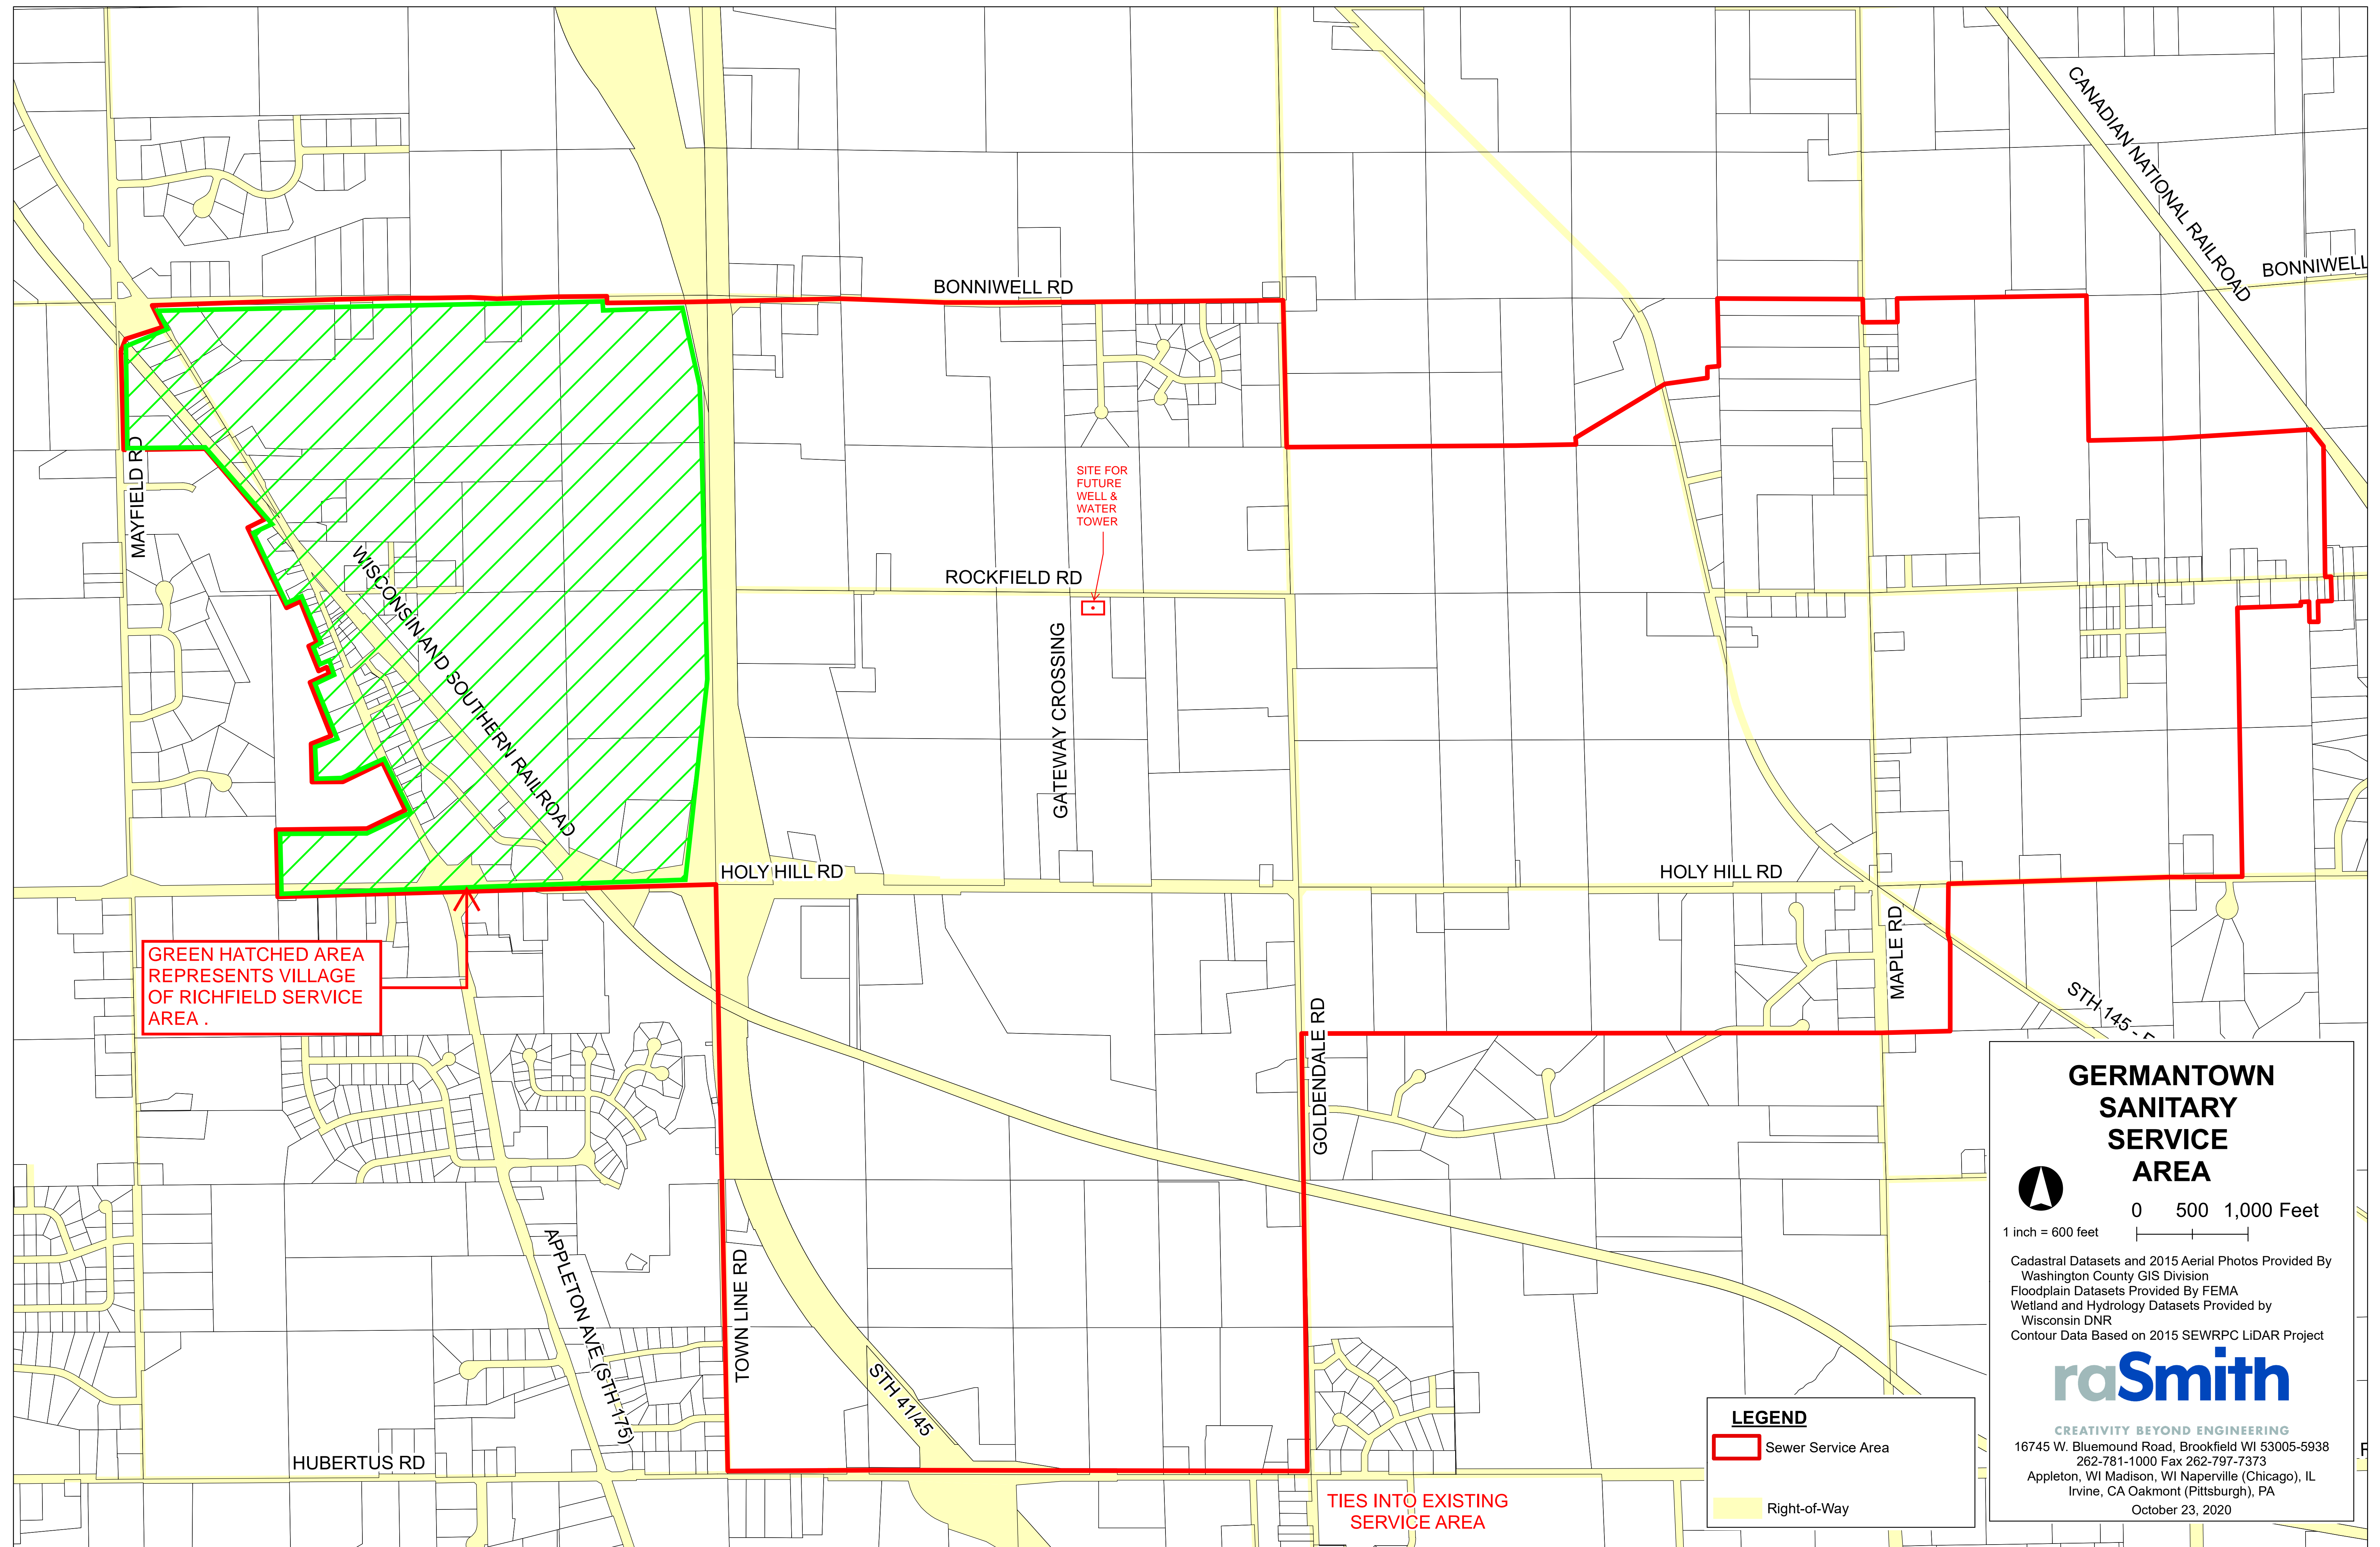 CANADIAN NATIONAL RAILROAD
BONNIWELL
BONNIWELL RD
MAYFIELD RD
SITE FOR
FUTURE
WELL &
WATER
TOWER
WISCONSIN AND SOUTHERN RAILROAD
ROCKFIELD RD
GATEWAY CROSSING
HOLY HILL RD
HOLY HILL RD
GREEN HATCHED AREA
REPRESENTS VILLAGE
OF RICHFIELD SERVICE
AREA .
MAPLE RD
STH 145 -
GOLDENDALE RD
APPLETON AVE (STH 175)
TOWN LINE RD
STH 41/45
HUBERTUS RD
TIES INTO EXISTING
SERVICE AREA
LEGEND
Sewer Service Area
Right-of-Way
GERMANTOWN
SANITARY
SERVICE
AREA
0 500 1,000 Feet
1 inch = 600 feet
Cadastral Datasets and 2015 Aerial Photos Provided By
Washington County GIS Division
Floodplain Datasets Provided By FEMA
Wetland and Hydrology Datasets Provided by
Wisconsin DNR
Contour Data Based on 2015 SEWRPC LiDAR Project
raSmith
CREATIVITY BEYOND ENGINEERING
16745 W. Bluemound Road, Brookfield WI 53005-5938
262-781-1000 Fax 262-797-7373
Appleton, WI Madison, WI Naperville (Chicago), IL
Irvine, CA Oakmont (Pittsburgh), PA
October 23, 2020